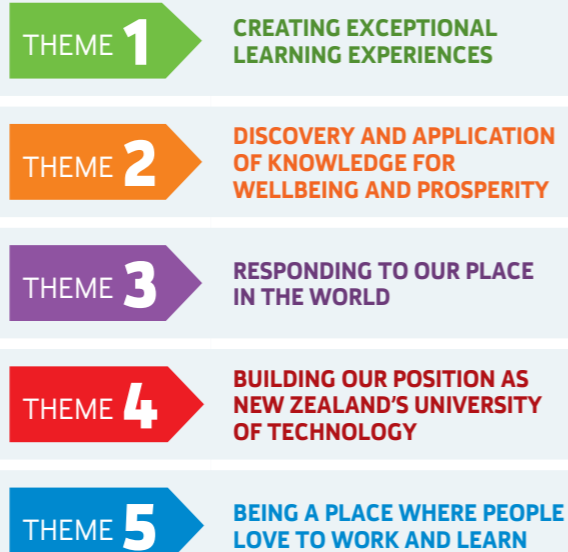 THEME 1
CREATING EXCEPTIONAL
LEARNING EXPERIENCES
THEME 2
DISCOVERY AND APPLICATION
OF KNOWLEDGE FOR
WELLBEING AND PROSPERITY
THEME 3
RESPONDING TO OUR PLACE
IN THE WORLD
THEME 4
BUILDING OUR POSITION AS
NEW ZEALAND'S UNIVERSITY
OF TECHNOLOGY
THEME 5
BEING A PLACE WHERE PEOPLE
LOVE TO WORK AND LEARN